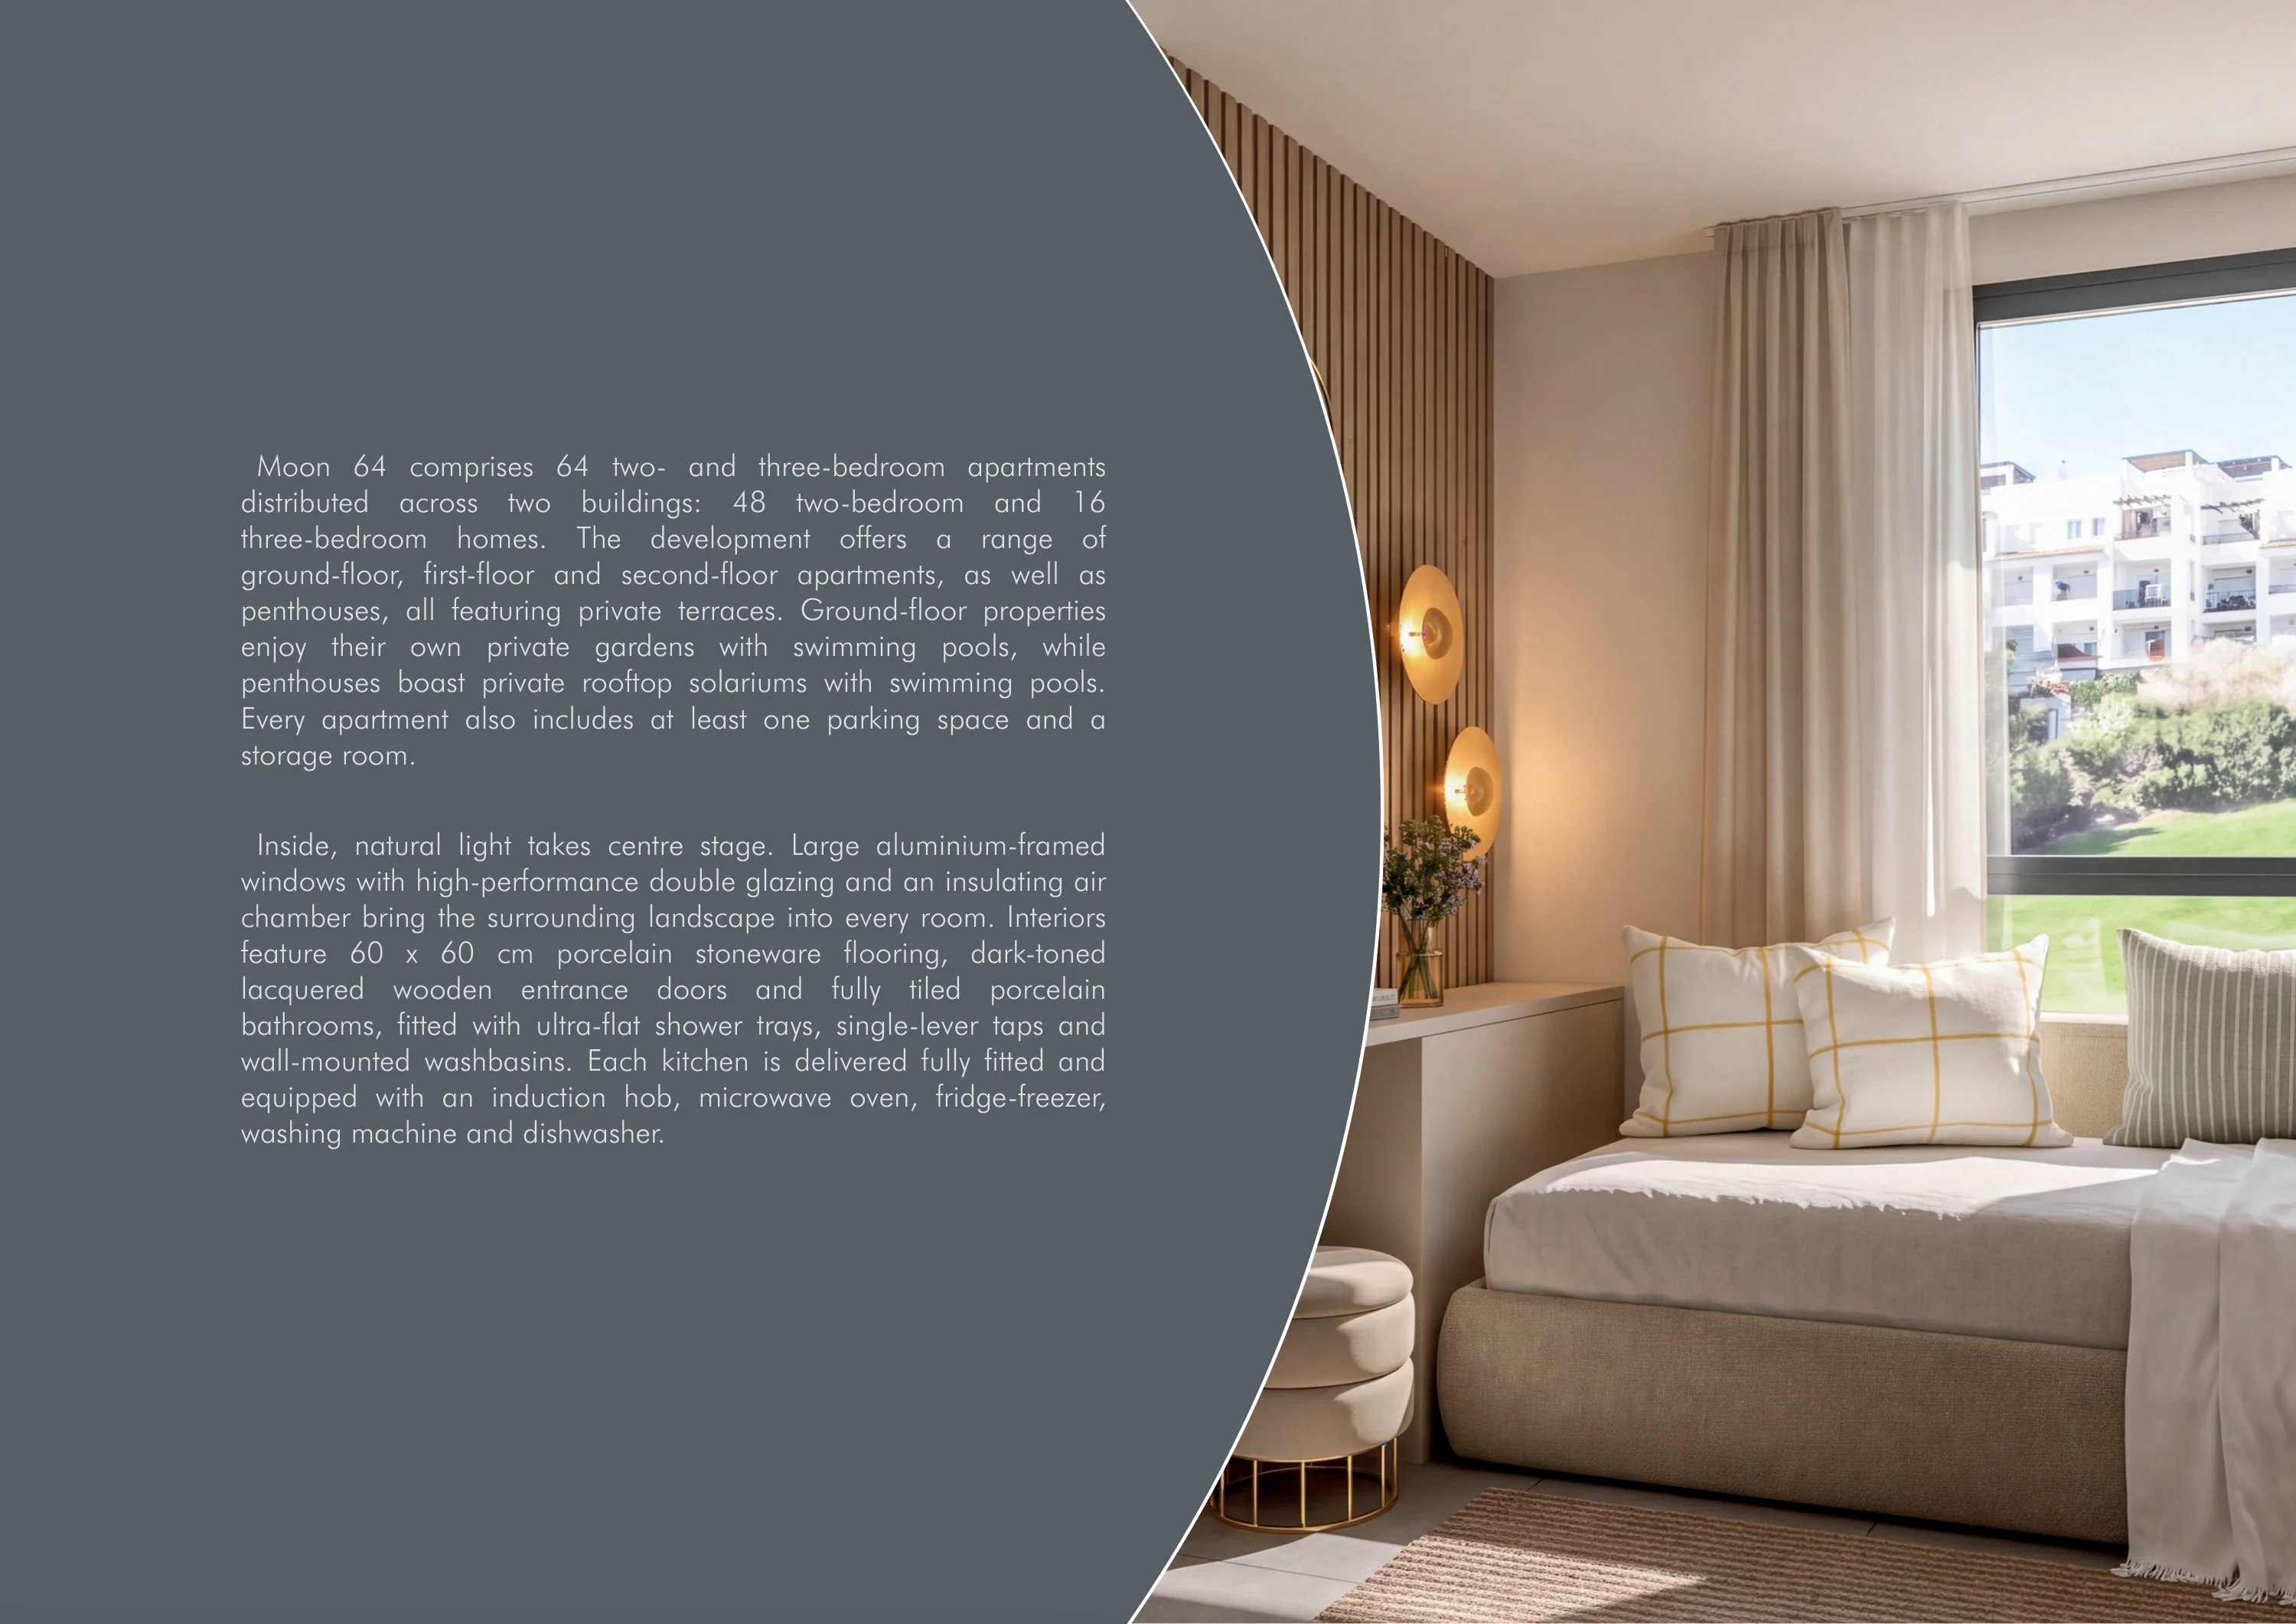 Moon 64 comprises 64 two- and three-bedroom apartments
distributed across two buildings: 48 two-bedroom and 16
three-bedroom homes. The development offers a range of
ground-floor, first-floor and second-floor apartments, as well as
penthouses, all featuring private terraces. Ground-floor properties
enjoy their own private gardens with swimming pools, while
penthouses boast private rooftop solariums with swimming pools.
Every apartment also includes at least one parking space and a
storage room.
Inside, natural light takes centre stage. Large aluminium-framed
windows with high-performance double glazing and an insulating air
chamber bring the surrounding landscape into every room. Interiors
feature 60 x 60 cm porcelain stoneware flooring, dark-toned
lacquered wooden entrance doors and fully tiled porcelain
bathrooms, fitted with ultra-flat shower trays, single-lever taps and
wall-mounted washbasins. Each kitchen is delivered fully fitted and
equipped with an induction hob, microwave oven, fridge-freezer,
washing machine and dishwasher.